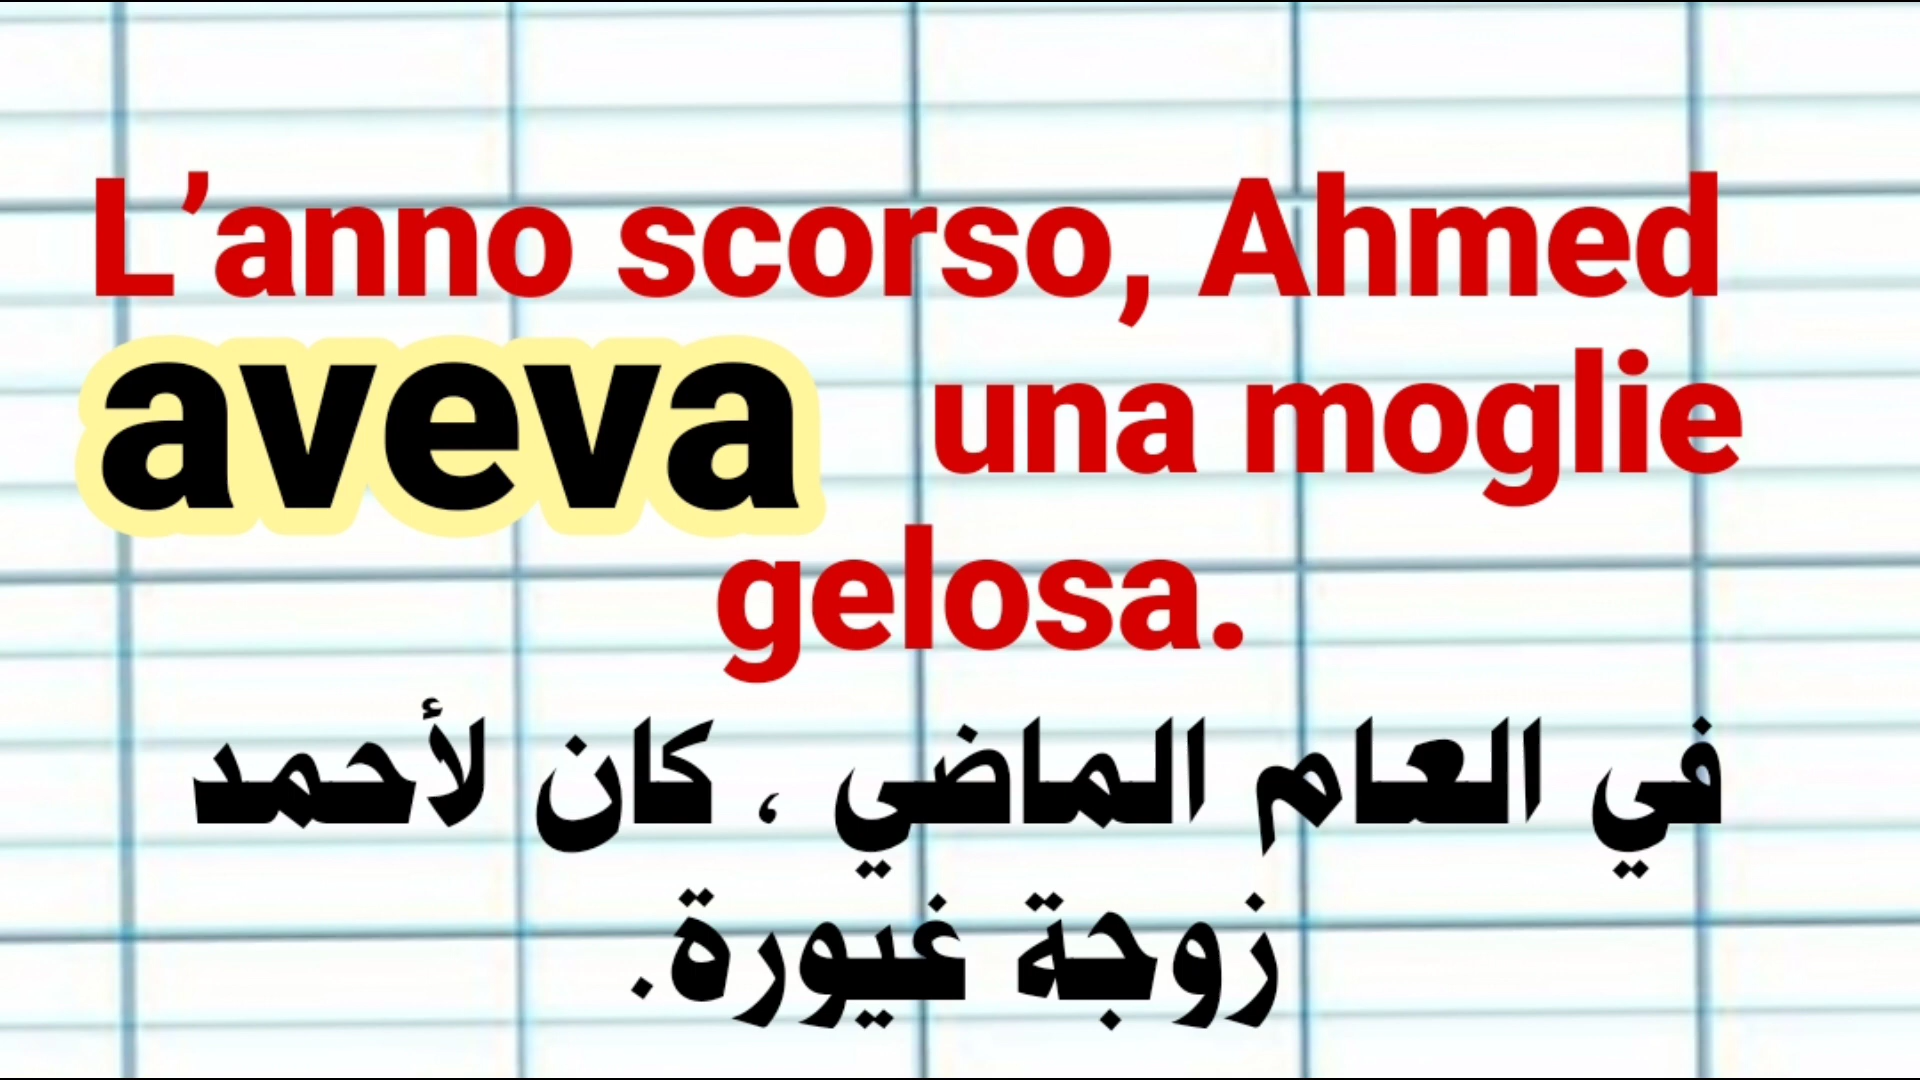 L’anno scorso, Ahmed
aveva una moglie
gelosa.
في العام الماضي ، كان لأحمد
زوجة غيورة.